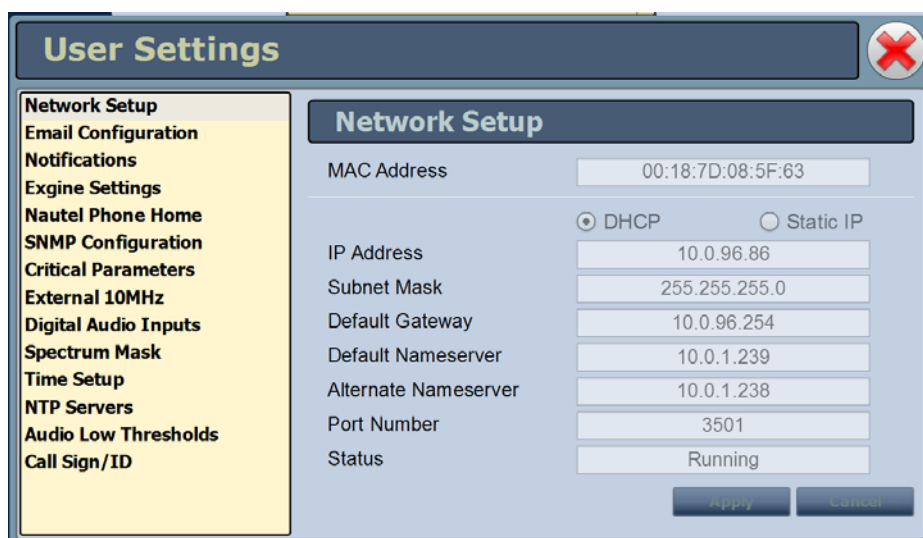 User Settings
Network Setup
Email Configuration
Notifications
Exgine Settings
Nautel Phone Home
SNMP Configuration
Critical Parameters
External 10MHz
Digital Audio Inputs
Spectrum Mask
Time Setup
NTP Servers
Audio Low Thresholds
Call Sign/ID
Network Setup
MAC Address 00:18:7D:08:5F:63
DHCP Static IP
IP Address 10.0.96.86
Subnet Mask 255.255.255.0
Default Gateway 10.0.96.254
Default Nameserver 10.0.1.239
Alternate Nameserver 10.0.1.238
Port Number 3501
Status Running
Apply Cancel